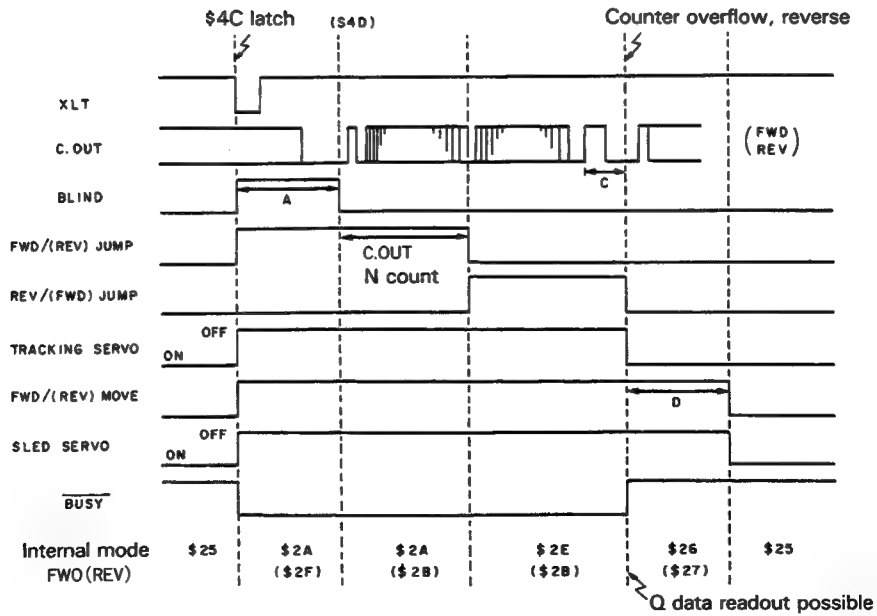 $4C latch
($4D)
Counter overflow, reverse
XLT
C.OUT
(FWD
REV)
C
BLIND
A
FWD/(REV) JUMP
C.OUT
N count
REV/(FWD) JUMP
OFF
TRACKING SERVO
ON
FWD/(REV) MOVE
D
OFF
SLED SERVO
ON
BUSY
Internal mode
FWO(REV)
$25 $2A $2A $2E $26 $25
($2F) ($2B) ($2B) ($27)
Q data readout possible